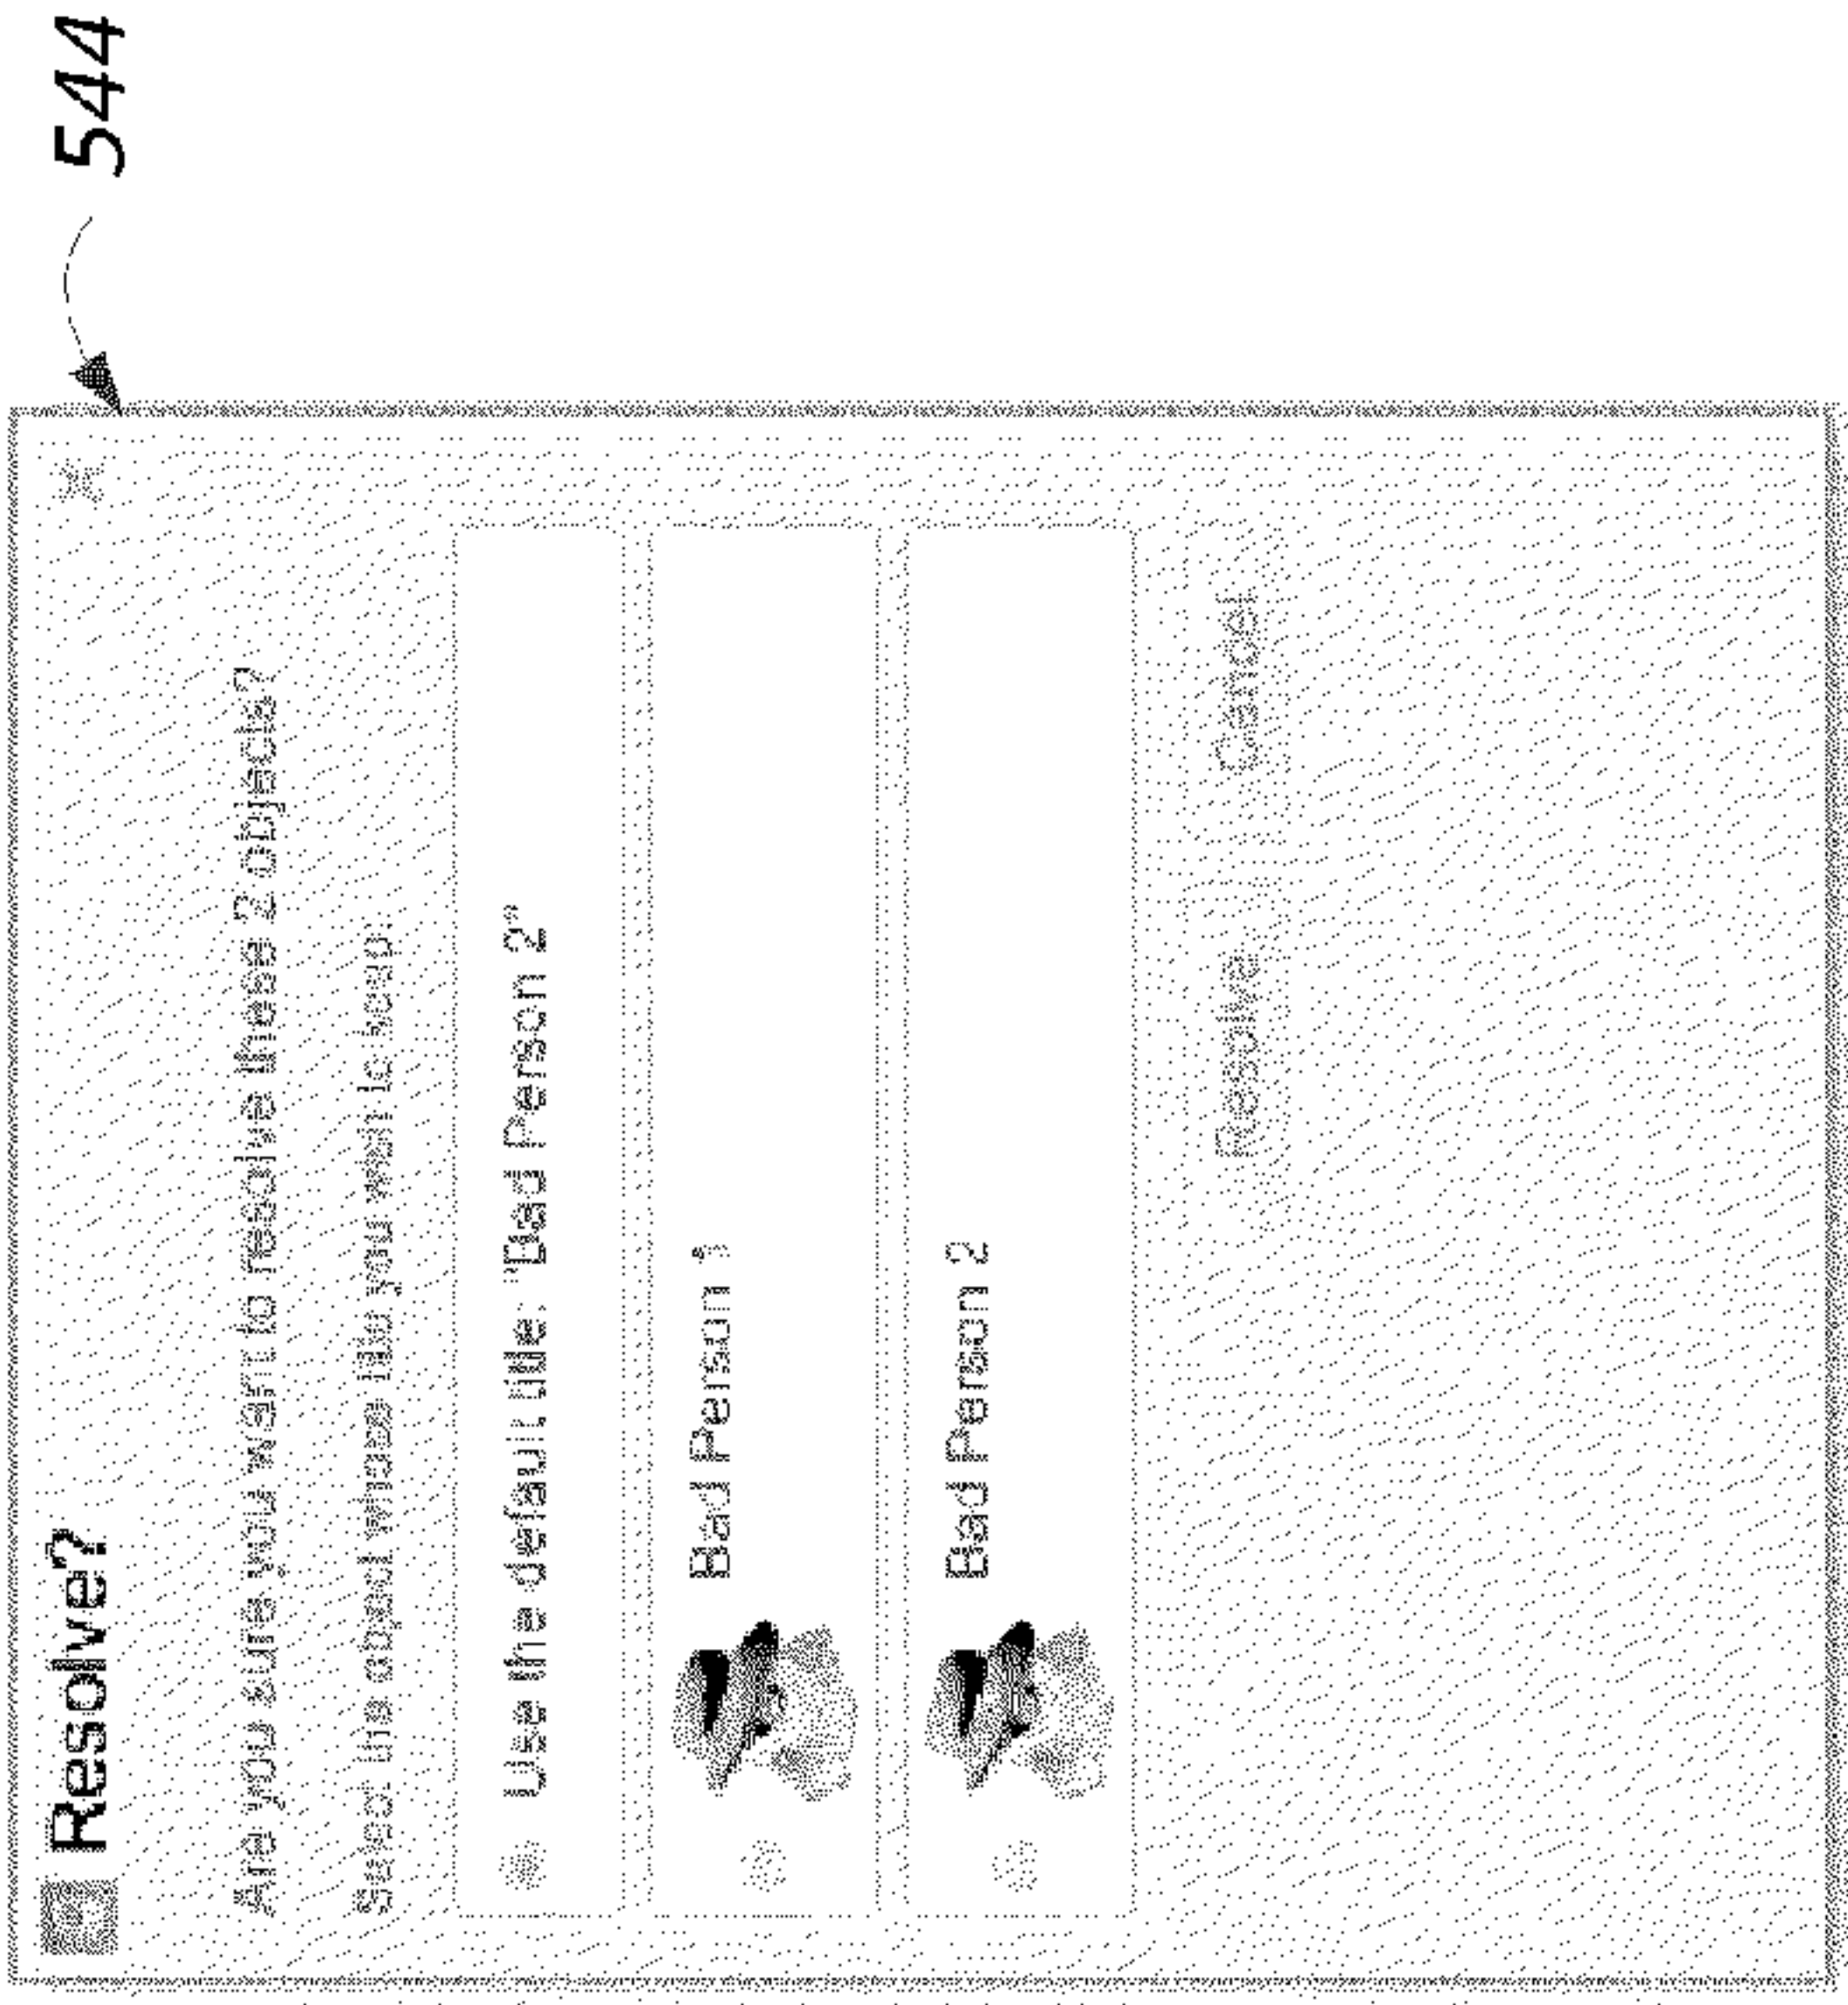 544
Resolve?
Are you sure you want to resolve these 2 objects?
Select the object whose title you want to keep:
Use the default title: "Bad Person 2"
Bad Person 1
Bad Person 2
Resolve
Cancel